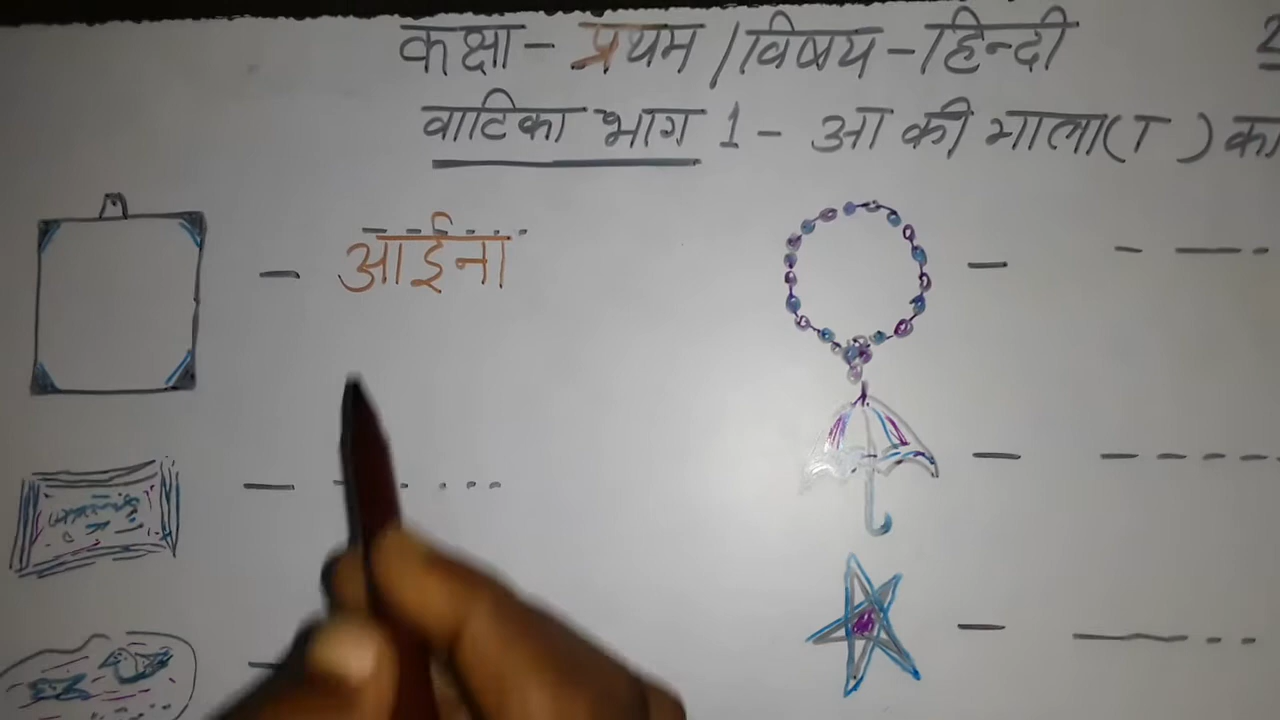 कक्षा - प्रथम / विषय - हिन्दी
वाटिका भाग 1 - आ की मात्रा ( ा ) का
आईना